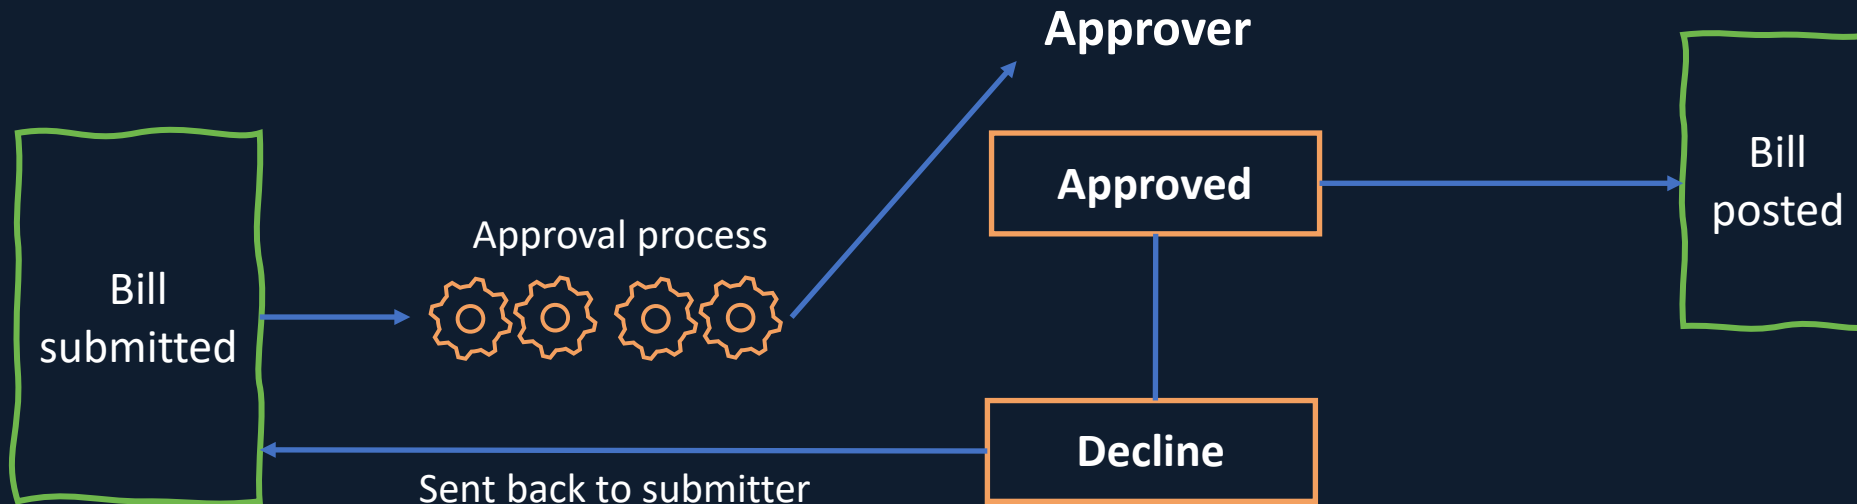 Approver
Bill
submitted
Approval process
Approved
Bill
posted
Decline
Sent back to submitter